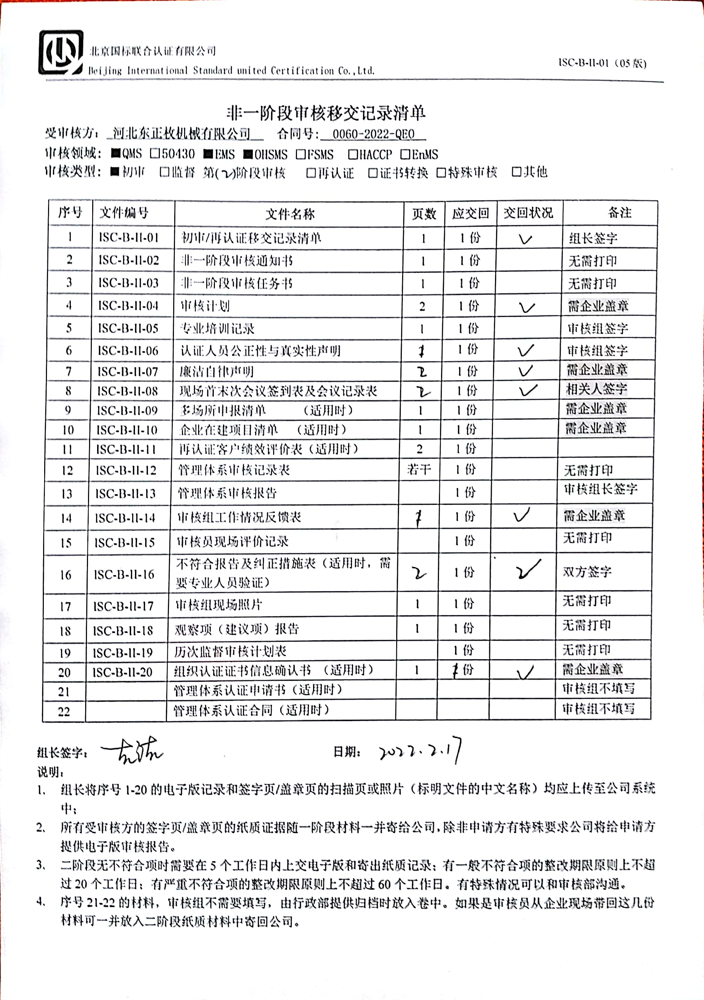 北京国标联合认证有限公司
Beijing International Standard united Certification Co.,Ltd.
ISC-B-II-01（05版）
非一阶段审核移交记录清单
受审核方： 河北东正枚机械有限公司 合同号： 0060-2022-QEO
审核领域：■QMS □50430 ■EMS ■OHSMS □FSMS □HACCP □EnMS
审核类型：■初审 □监督 第(2)阶段审核 □再认证 □证书转换 □特殊审核 □其他
序号 文件编号 文件名称 页数 应交回 交回状况 备注
1 ISC-B-II-01 初审/再认证移交记录清单 1 1份 ✓ 组长签字
2 ISC-B-II-02 非一阶段审核通知书 1 1份 无需打印
3 ISC-B-II-03 非一阶段审核任务书 1 1份 无需打印
4 ISC-B-II-04 审核计划 2 1份 ✓ 需企业盖章
5 ISC-B-II-05 专业培训记录 1 1份 审核组签字
6 ISC-B-II-06 认证人员公正性与真实性声明 1 1份 ✓ 审核组签字
7 ISC-B-II-07 廉洁自律声明 2 1份 ✓ 需企业盖章
8 ISC-B-II-08 现场首末次会议签到表及会议记录表 2 1份 ✓ 相关人签字
9 ISC-B-II-09 多场所申报清单 （适用时） 1 1份 需企业盖章
10 ISC-B-II-10 企业在建项目清单 （适用时） 1 1份 需企业盖章
11 ISC-B-II-11 再认证客户绩效评价表（适用时） 2 1份
12 ISC-B-II-12 管理体系审核记录表 若干 1份 无需打印
13 ISC-B-II-13 管理体系审核报告 1份 审核组长签字
14 ISC-B-II-14 审核组工作情况反馈表 1 1份 ✓ 需企业盖章
15 ISC-B-II-15 审核员现场评价记录 1份 无需打印
16 ISC-B-II-16 不符合报告及纠正措施表（适用时，需
要专业人员验证） 2 1份 ✓ 双方签字
17 ISC-B-II-17 审核组现场照片 1 1份 无需打印
18 ISC-B-II-18 观察项（建议项）报告 1 1份 无需打印
19 ISC-B-II-19 历次监督审核计划表 1份 无需打印
20 ISC-B-II-20 组织认证证书信息确认书 （适用时） 1 1份 ✓ 需企业盖章
21 管理体系认证申请书（适用时） 审核组不填写
22 管理体系认证合同（适用时） 审核组不填写
组长签字： 日期： 2022.2.17
说明：
1、 组长将序号1-20的电子版记录和签字页/盖章页的扫描页或照片（标明文件的中文名称）均应上传至公司系统
中；
2、 所有受审核方的签字页/盖章页的纸质证据随一阶段材料一并寄给公司，除非申请方有特殊要求公司将给申请方
提供电子版审核报告。
3、 二阶段无不符合项时需要在5个工作日内上交电子版和寄出纸质记录；有一般不符合项的整改期限原则上不超
过20个工作日；有严重不符合项的整改期限原则上不超过60个工作日。有特殊情况可以和审核部沟通。
4、 序号21-22的材料，审核组不需要填写，由行政部提供归档时放入卷中。如果是审核员从企业现场带回这几份
材料可一并放入二阶段纸质材料中寄回公司。